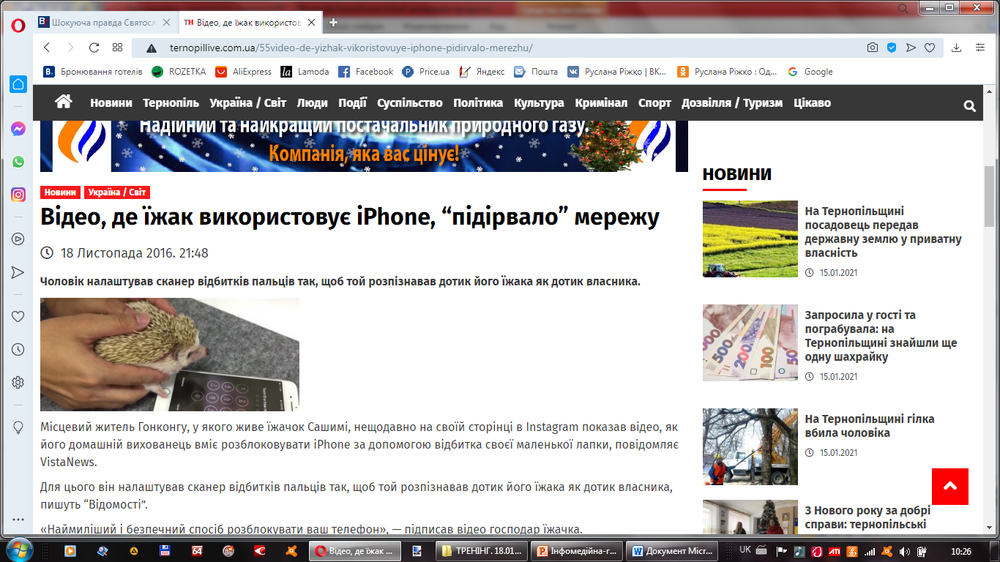 Шокуюча правда Святосл
ТН Відео, де їжак використов
ternopillive.com.ua/55video-de-yizhak-vikoristovuye-iphone-pidirvalo-merezhu/
B. Бронювання готелів ROZETKA AliExpress la Lamoda Facebook Price.ua Яндекс Пошта Руслана Ріжко | ВК... Руслана Ріжко : Од... Google
Новини Тернопіль Україна / Світ Люди Події Суспільство Політика Культура Кримінал Спорт Дозвілля / Туризм Цікаво
Надійний та найкращий постачальник природного газу.
Компанія, яка вас цінує!
Новини Україна / Світ
Відео, де їжак використовує iPhone, “підірвало” мережу
18 Листопада 2016. 21:48
Чоловік налаштував сканер відбитків пальців так, щоб той розпізнавав дотик його їжака як дотик власника.
Місцевий житель Гонконгу, у якого живе їжачок Сашимі, нещодавно на своїй сторінці в Instagram показав відео, як
його домашній вихованець вміє розблоковувати iPhone за допомогою відбитка своєї маленької лапки, повідомляє
VistaNews.
Для цього він налаштував сканер відбитків пальців так, щоб той розпізнавав дотик його їжака як дотик власника,
пишуть “Відомості”.
«Наймиліший і безпечний спосіб розблокувати ваш телефон», — підписав відео господар їжачка.
НОВИНИ
На Тернопільщині
посадовець передав
державну землю у приватну
власність
15.01.2021
500 200 100
Запросила у гості та
пограбувала: на
Тернопільщині знайшли ще
одну шахрайку
15.01.2021
На Тернопільщині гілка
вбила чоловіка
15.01.2021
З Нового року за добрі
справи: тернопільські
64 Відео, де їжак ... ТРЕНІНГ. 18.01... Інфомедійна-г... Документ Micr... UK ATI 10:26